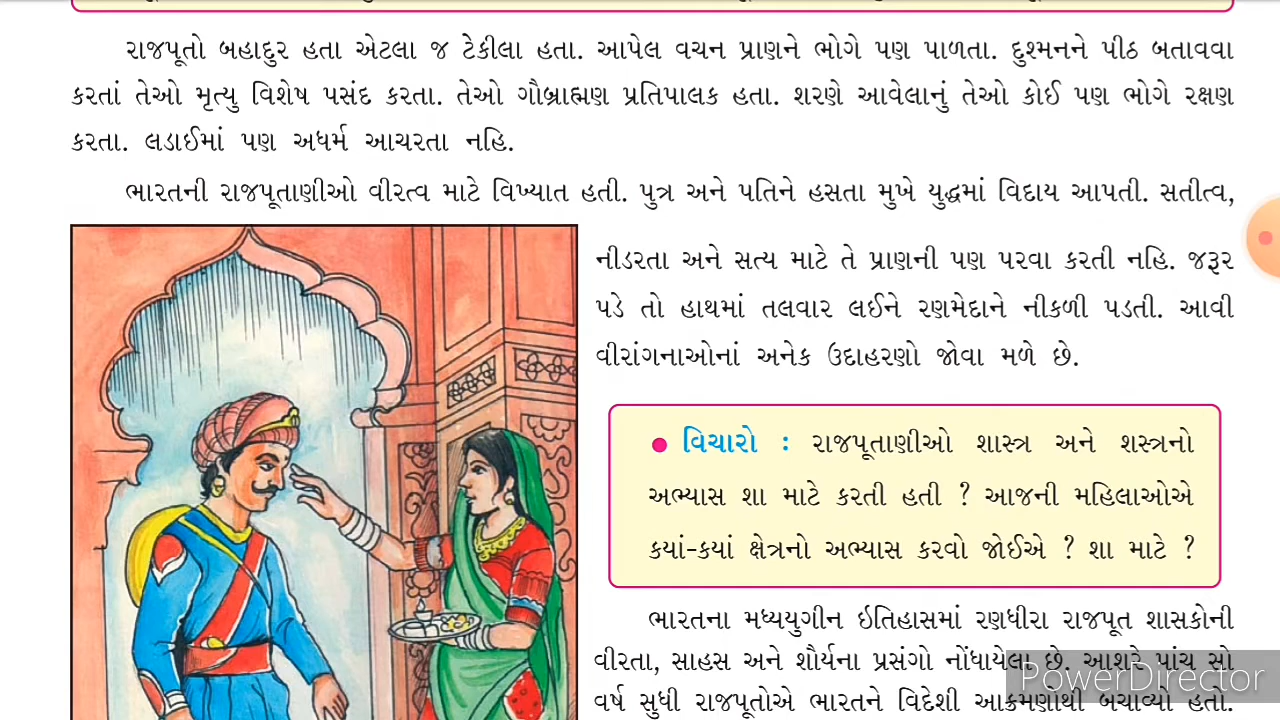 રાજપૂતો બહાદુર હતા એટલા જ ટેકીલા હતા. આપેલ વચન પ્રાણને ભોગે પણ પાળતા. દુશ્મનને પીઠ બતાવવા
કરતાં તેઓ મૃત્યુ વિશેષ પસંદ કરતા. તેઓ ગૌબ્રાહ્મણ પ્રતિપાલક હતા. શરણે આવેલાનું તેઓ કોઈ પણ ભોગે રક્ષણ
કરતા. લડાઈમાં પણ અધર્મ આચરતા નહિ.
ભારતની રાજપૂતાણીઓ વીરત્વ માટે વિખ્યાત હતી. પુત્ર અને પતિને હસતા મુખે યુદ્ધમાં વિદાય આપતી. સતીત્વ,
નીડરતા અને સત્ય માટે તે પ્રાણની પણ પરવા કરતી નહિ. જરૂર
પડે તો હાથમાં તલવાર લઈને રણમેદાને નીકળી પડતી. આવી
વીરાંગનાઓનાં અનેક ઉદાહરણો જોવા મળે છે.
• વિચારો : રાજપૂતાણીઓ શાસ્ત્ર અને શસ્ત્રનો
અભ્યાસ શા માટે કરતી હતી ? આજની મહિલાઓએ
કયાં-કયાં ક્ષેત્રનો અભ્યાસ કરવો જોઈએ ? શા માટે ?
ભારતના મધ્યયુગીન ઇતિહાસમાં રણધીરા રાજપૂત શાસકોની
વીરતા, સાહસ અને શૌર્યના પ્રસંગો નોંધાયેલા છે. આશરે પાંચ સો
વર્ષ સુધી રાજપૂતોએ ભારતને વિદેશી આક્રમણોથી બચાવ્યો હતો.
PowerDirector